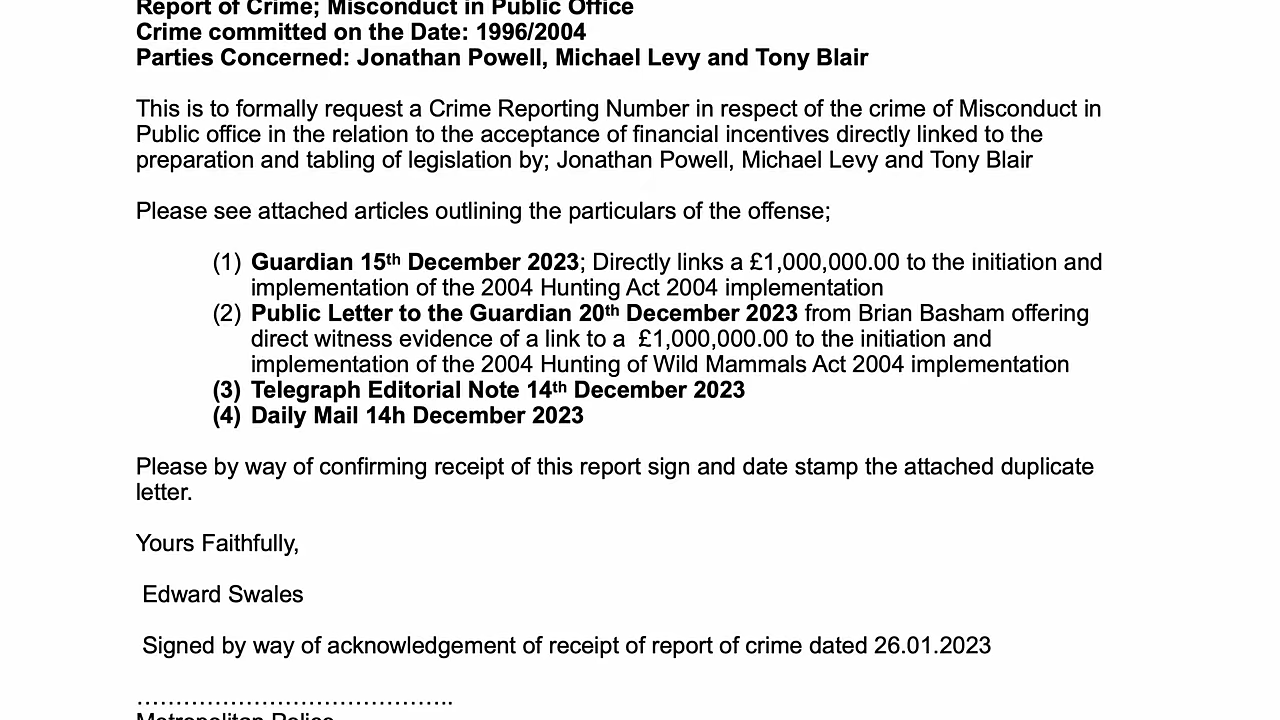 Report of Crime; Misconduct in Public Office
Crime committed on the Date: 1996/2004
Parties Concerned: Jonathan Powell, Michael Levy and Tony Blair
This is to formally request a Crime Reporting Number in respect of the crime of Misconduct in
Public office in the relation to the acceptance of financial incentives directly linked to the
preparation and tabling of legislation by; Jonathan Powell, Michael Levy and Tony Blair
Please see attached articles outlining the particulars of the offense;
(1) Guardian 15th December 2023; Directly links a £1,000,000.00 to the initiation and
implementation of the 2004 Hunting Act 2004 implementation
(2) Public Letter to the Guardian 20th December 2023 from Brian Basham offering
direct witness evidence of a link to a £1,000,000.00 to the initiation and
implementation of the 2004 Hunting of Wild Mammals Act 2004 implementation
(3) Telegraph Editorial Note 14th December 2023
(4) Daily Mail 14h December 2023
Please by way of confirming receipt of this report sign and date stamp the attached duplicate
letter.
Yours Faithfully,
Edward Swales
Signed by way of acknowledgement of receipt of report of crime dated 26.01.2023
……………………………………..
Metropolitan Police